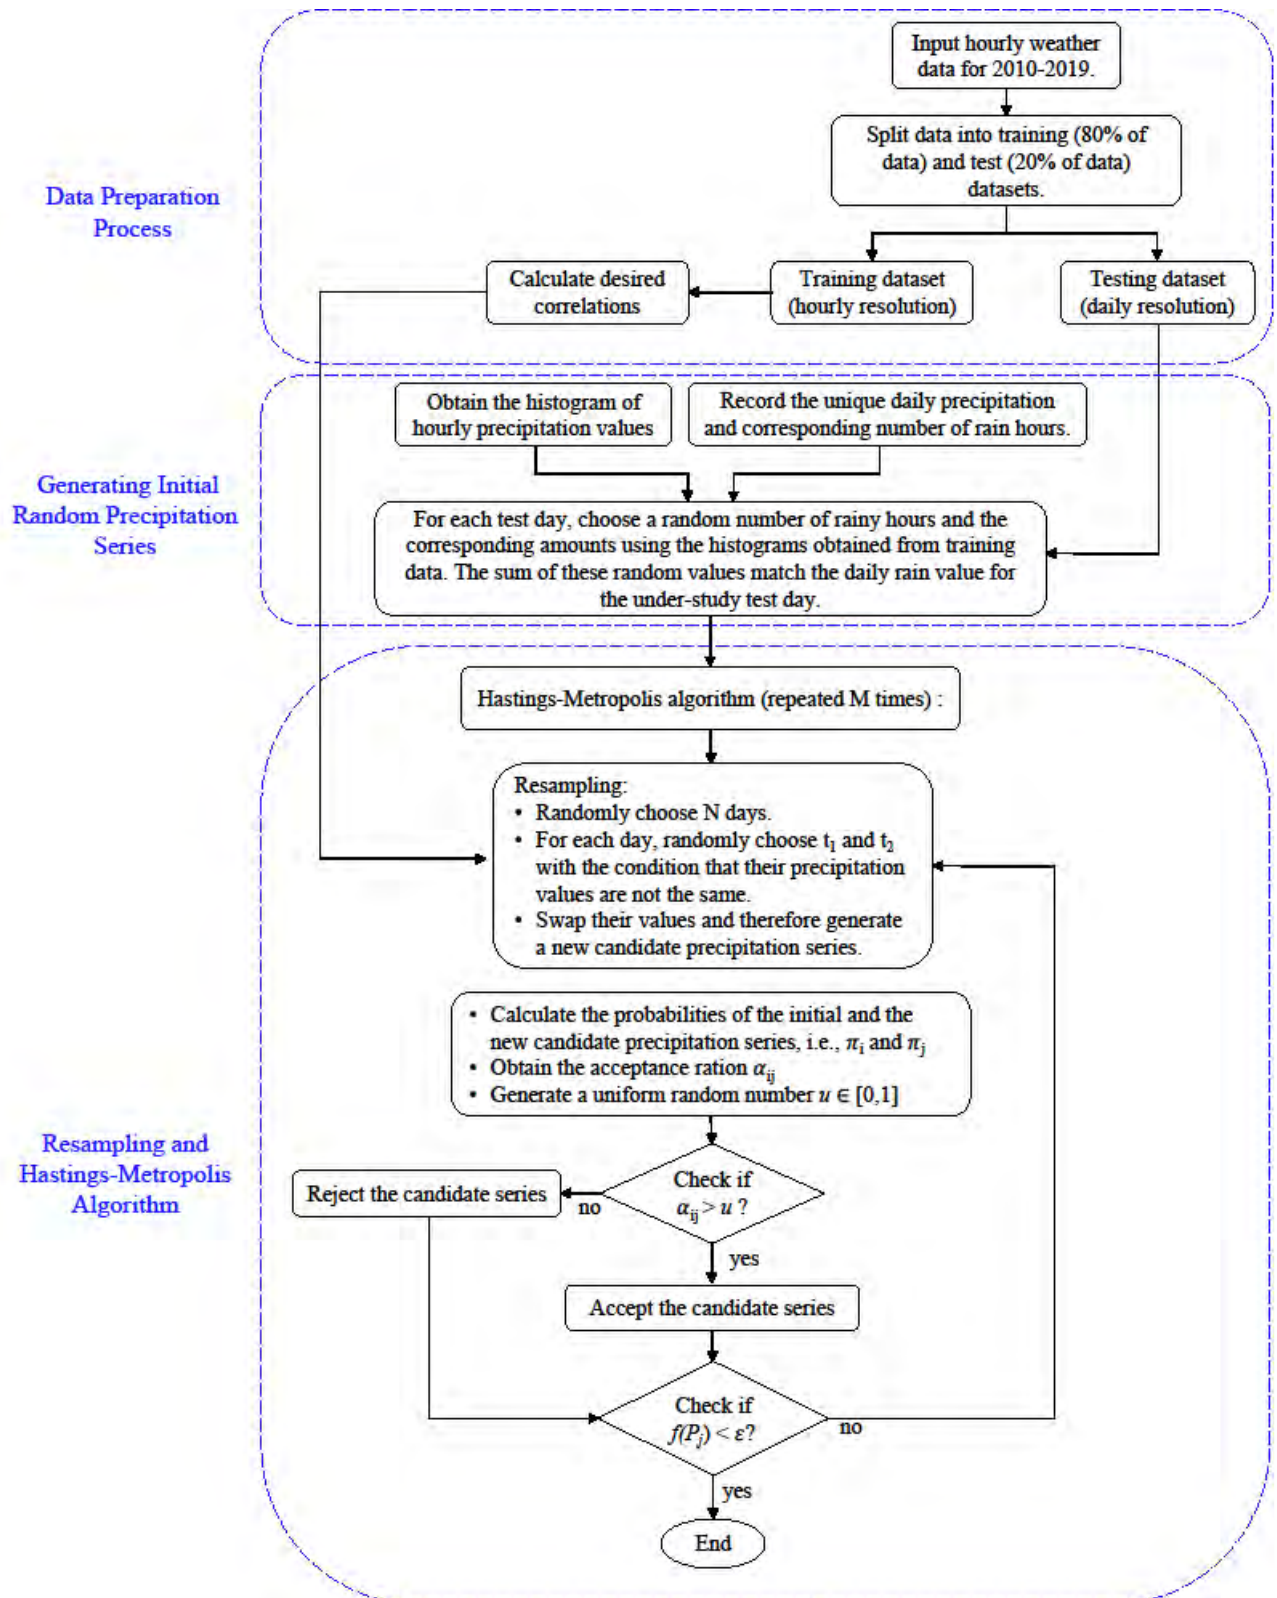 Input hourly weather
data for 2010-2019.
Split data into training (80% of
data) and test (20% of data)
datasets.
Data Preparation
Process
Calculate desired
correlations
Training dataset
(hourly resolution)
Testing dataset
(daily resolution)
Obtain the histogram of
hourly precipitation values
Record the unique daily precipitation
and corresponding number of rain hours.
Generating Initial
Random Precipitation
Series
For each test day, choose a random number of rainy hours and the
corresponding amounts using the histograms obtained from training
data. The sum of these random values match the daily rain value for
the under-study test day.
Hastings-Metropolis algorithm (repeated M times) :
Resampling:
• Randomly choose N days.
• For each day, randomly choose t₁ and t₂
with the condition that their precipitation
values are not the same.
• Swap their values and therefore generate
a new candidate precipitation series.
• Calculate the probabilities of the initial and the
new candidate precipitation series, i.e., πᵢ and πⱼ
• Obtain the acceptance ration αᵢⱼ
• Generate a uniform random number u ∈ [0,1]
Resampling and
Hastings-Metropolis
Algorithm
Check if
αᵢⱼ > u ?
Reject the candidate series
no
yes
Accept the candidate series
Check if
f(Pⱼ) < ε?
no
yes
End